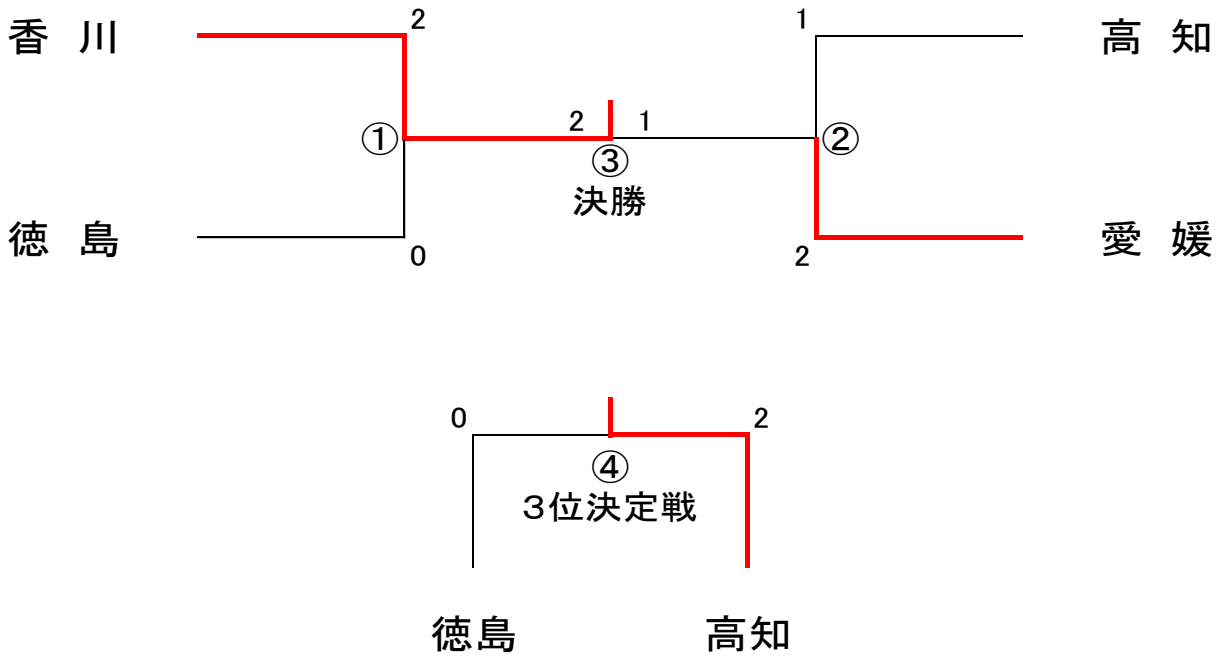 香 川 2 1 高 知
① 2 1 ②
③
決勝
徳 島 0 2 愛 媛
0 2
④
３位決定戦
徳島 高知